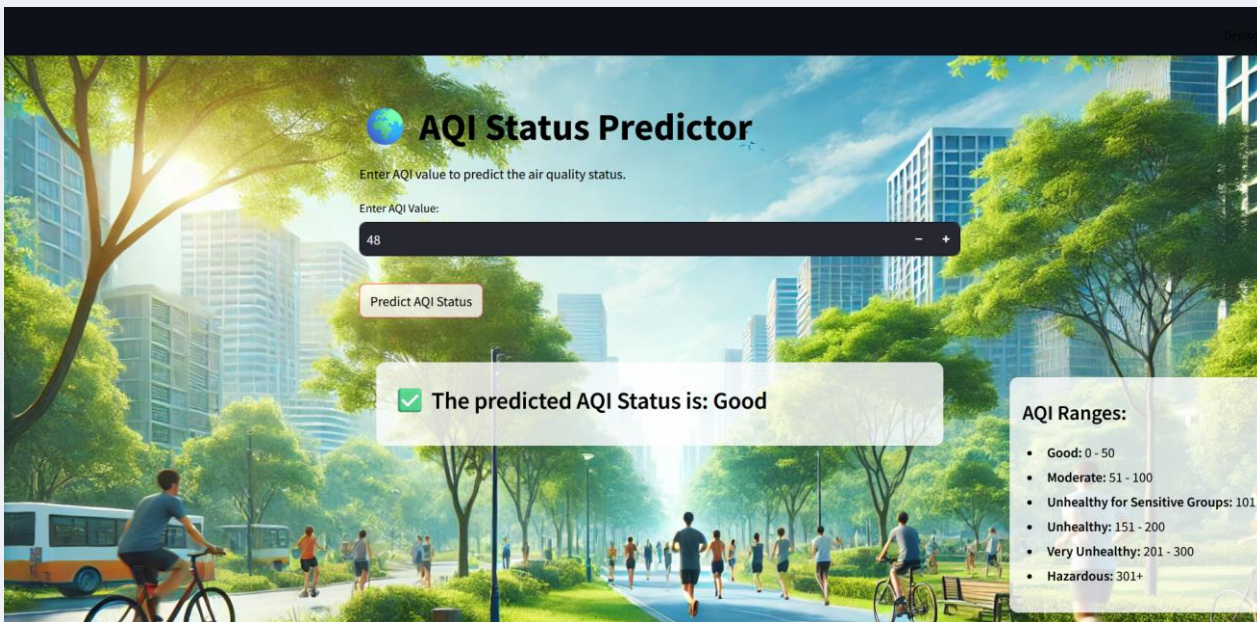 AQI Status Predictor
Enter AQI value to predict the air quality status.
Enter AQI Value:
48
Predict AQI Status
The predicted AQI Status is: Good
AQI Ranges:
Good: 0 - 50
Moderate: 51 - 100
Unhealthy for Sensitive Groups: 101
Unhealthy: 151 - 200
Very Unhealthy: 201 - 300
Hazardous: 301+